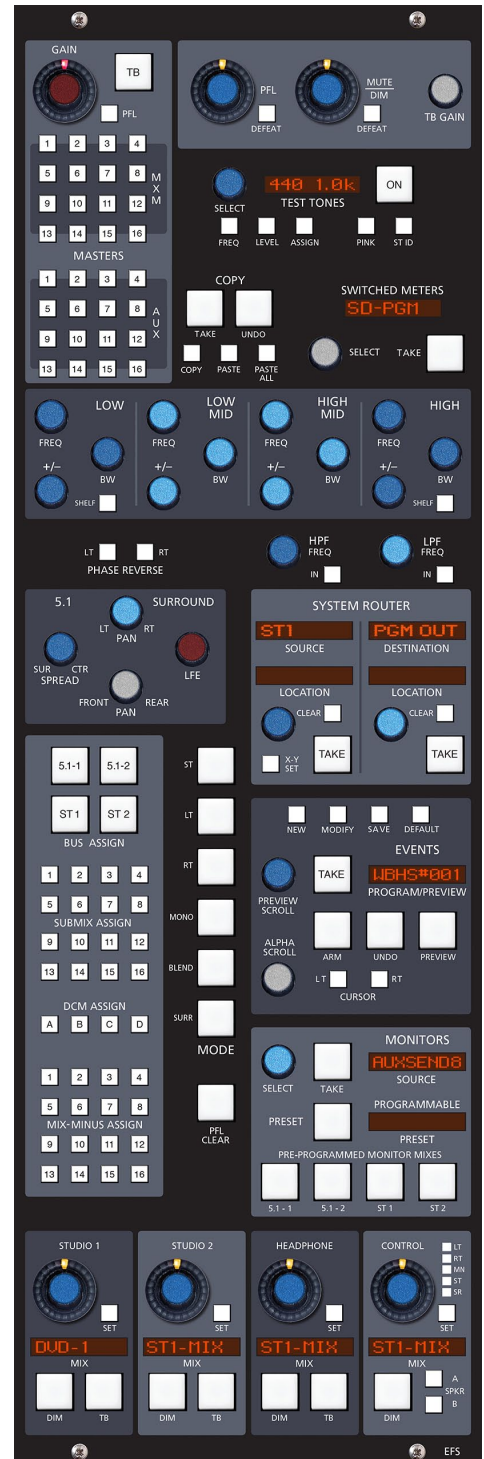 GAIN
TB
PFL
1 2 3 4
5 6 7 8
9 10 11 12
13 14 15 16
MXM
MASTERS
1 2 3 4
5 6 7 8
9 10 11 12
13 14 15 16
AUX
PFL
DEFEAT
MUTE
DIM
DEFEAT
TB GAIN
SELECT
440 1.0k
TEST TONES
ON
FREQ LEVEL ASSIGN PINK ST ID
COPY
TAKE UNDO
COPY PASTE PASTE
ALL
SWITCHED METERS
SD-PGM
SELECT TAKE
LOW
FREQ
+/-
BW
SHELF
LOW
MID
FREQ
+/-
BW
HIGH
MID
FREQ
+/-
BW
HIGH
FREQ
+/-
BW
SHELF
LT RT
PHASE REVERSE
HPF
FREQ
IN
LPF
FREQ
IN
5.1 SURROUND
LT RT
PAN
SUR CTR
SPREAD
LFE
FRONT REAR
PAN
SYSTEM ROUTER
ST1
SOURCE
LOCATION
CLEAR
X-Y
SET
TAKE
PGM OUT
DESTINATION
LOCATION
CLEAR
TAKE
5.1-1 5.1-2
ST 1 ST 2
BUS ASSIGN
1 2 3 4
5 6 7 8
SUBMIX ASSIGN
9 10 11 12
13 14 15 16
DCM ASSIGN
A B C D
1 2 3 4
5 6 7 8
MIX-MINUS ASSIGN
9 10 11 12
13 14 15 16
ST
LT
RT
MONO
BLEND
SURR
MODE
PFL
CLEAR
NEW MODIFY SAVE DEFAULT
EVENTS
TAKE
WBHS#001
PROGRAM/PREVIEW
PREVIEW
SCROLL
ALPHA
SCROLL
ARM UNDO PREVIEW
LT RT
CURSOR
MONITORS
SELECT
TAKE
AUXSEND8
SOURCE
PRESET
PROGRAMMABLE
PRESET
PRE-PROGRAMMED MONITOR MIXES
5.1 - 1 5.1 - 2 ST 1 ST 2
STUDIO 1
SET
DVD-1
MIX
DIM TB
STUDIO 2
SET
ST1-MIX
MIX
DIM TB
HEADPHONE
SET
ST1-MIX
MIX
DIM TB
CONTROL
LT
RT
MN
ST
SR
SET
ST1-MIX
MIX
DIM
A
SPKR
B
EFS